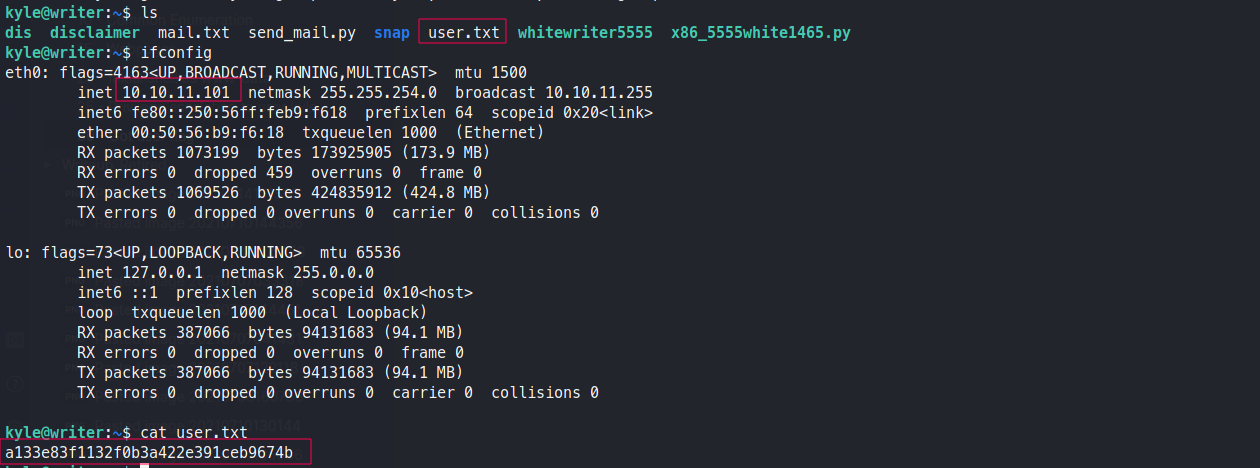 kyle@writer:~$ ls
dis disclaimer mail.txt send_mail.py snap user.txt whitewriter5555 x86_5555white1465.py
kyle@writer:~$ ifconfig
eth0: flags=4163<UP,BROADCAST,RUNNING,MULTICAST> mtu 1500
inet 10.10.11.101 netmask 255.255.254.0 broadcast 10.10.11.255
inet6 fe80::250:56ff:feb9:f618 prefixlen 64 scopeid 0x20<link>
ether 00:50:56:b9:f6:18 txqueuelen 1000 (Ethernet)
RX packets 1073199 bytes 173925905 (173.9 MB)
RX errors 0 dropped 459 overruns 0 frame 0
TX packets 1069526 bytes 424835912 (424.8 MB)
TX errors 0 dropped 0 overruns 0 carrier 0 collisions 0
lo: flags=73<UP,LOOPBACK,RUNNING> mtu 65536
inet 127.0.0.1 netmask 255.0.0.0
inet6 ::1 prefixlen 128 scopeid 0x10<host>
loop txqueuelen 1000 (Local Loopback)
RX packets 387066 bytes 94131683 (94.1 MB)
RX errors 0 dropped 0 overruns 0 frame 0
TX packets 387066 bytes 94131683 (94.1 MB)
TX errors 0 dropped 0 overruns 0 carrier 0 collisions 0
kyle@writer:~$ cat user.txt
a133e83f1132f0b3a422e391ceb9674b